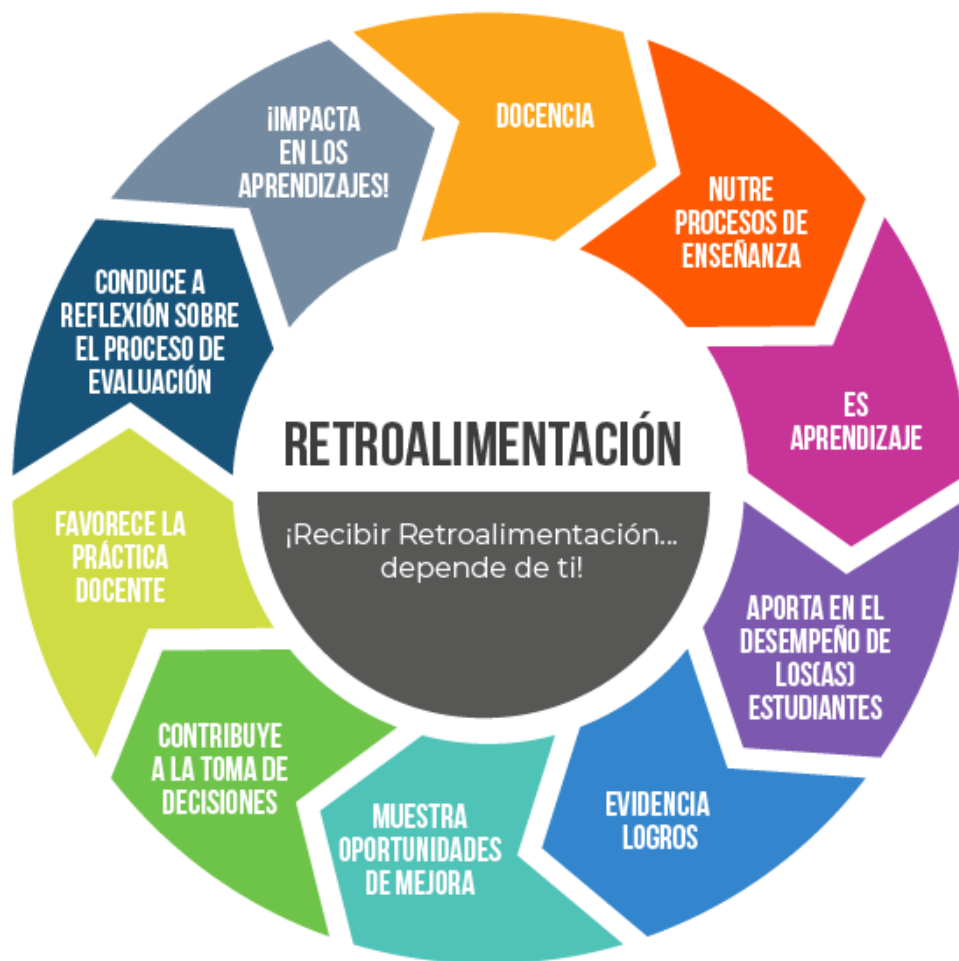 DOCENCIA
NUTRE
PROCESOS DE
ENSEÑANZA
ES
APRENDIZAJE
APORTA EN EL
DESEMPEÑO DE
LOS(AS)
ESTUDIANTES
EVIDENCIA
LOGROS
MUESTRA
OPORTUNIDADES
DE MEJORA
CONTRIBUYE
A LA TOMA DE
DECISIONES
FAVORECE LA
PRÁCTICA
DOCENTE
CONDUCE A
REFLEXIÓN SOBRE
EL PROCESO DE
EVALUACIÓN
¡IMPACTA
EN LOS
APRENDIZAJES!
RETROALIMENTACIÓN
¡Recibir Retroalimentación...
depende de ti!